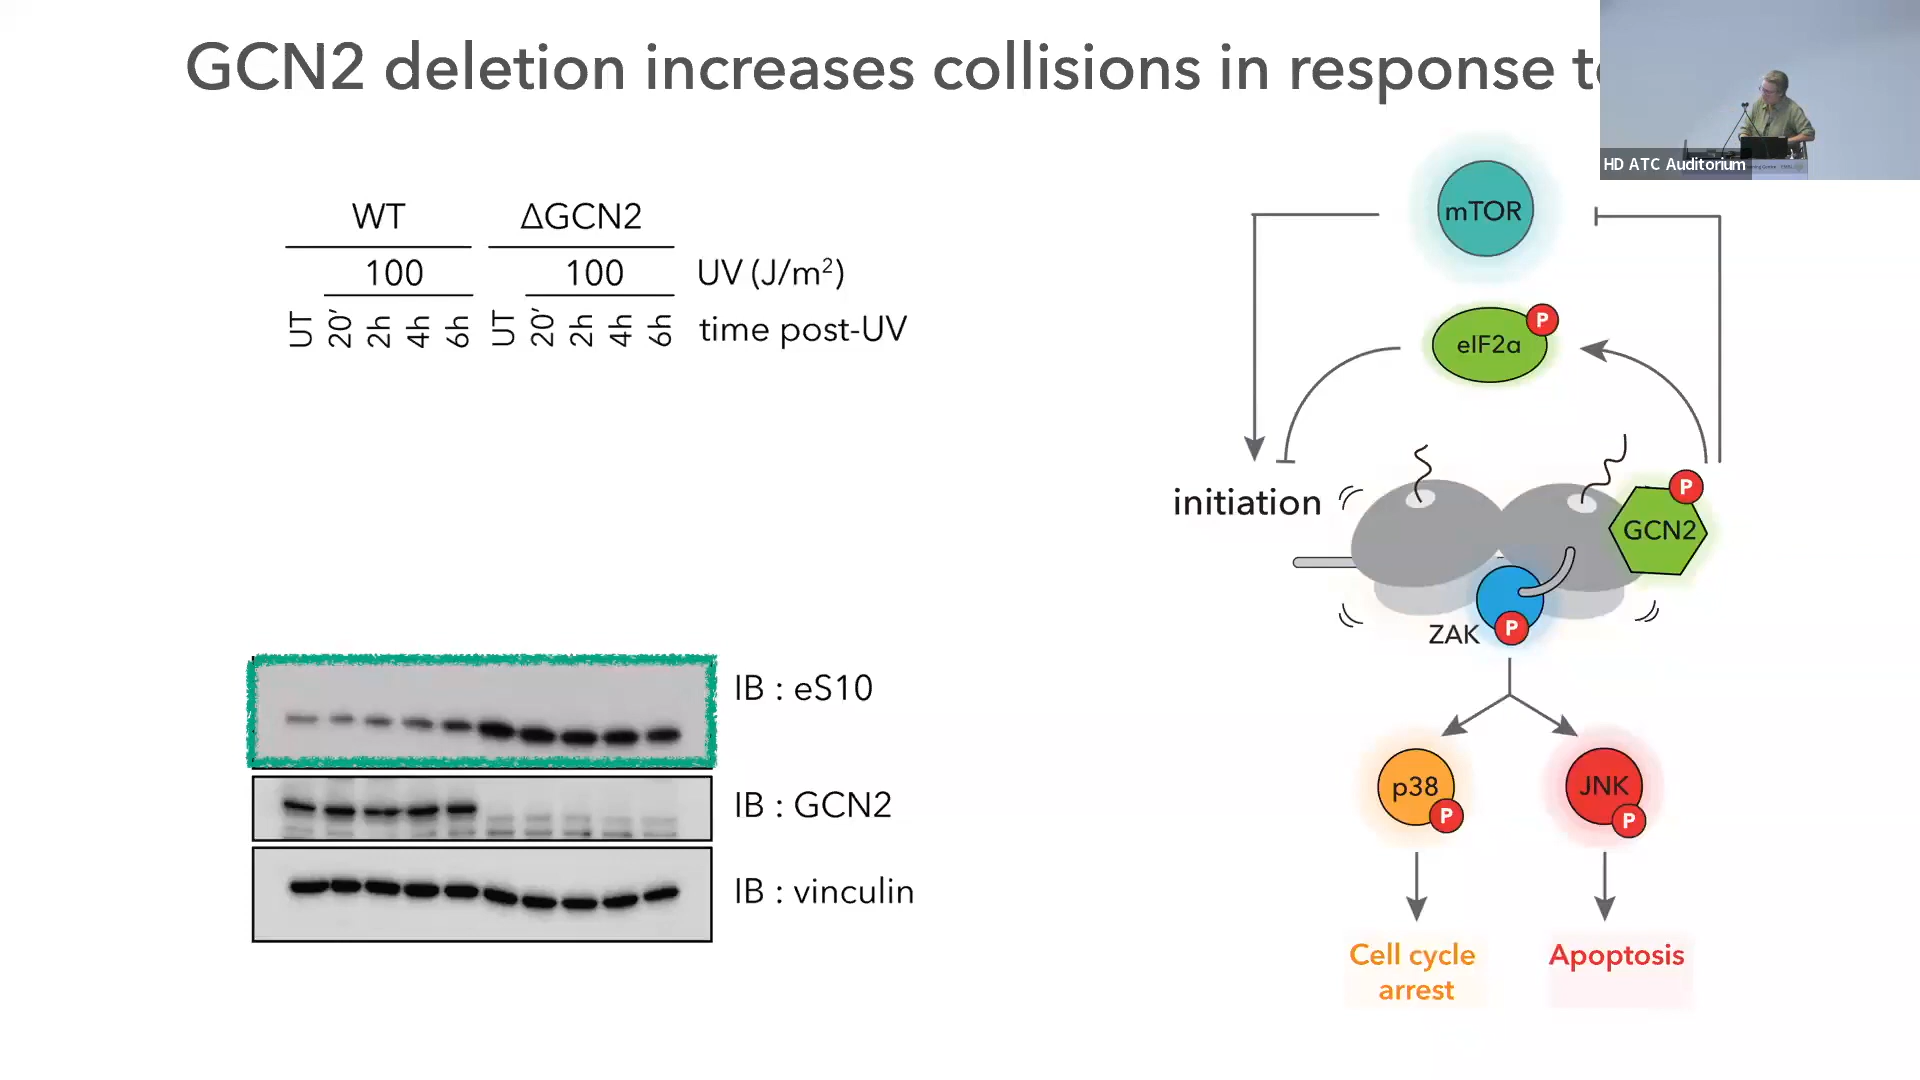 GCN2 deletion increases collisions in response
HD ATC Auditorium
WT ΔGCN2
100 100 UV (J/m²)
UT 20' 2h 4h 6h UT 20' 2h 4h 6h time post-UV
IB : eS10
IB : GCN2
IB : vinculin
mTOR
P
eIF2α
initiation
P
GCN2
ZAK P
p38 P
JNK P
Cell cycle
arrest
Apoptosis